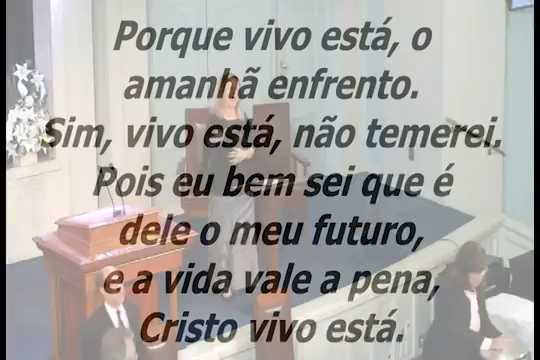 Porque vivo está, o
amanhã enfrento.
Sim, vivo está, não temerei.
Pois eu bem sei que é
dele o meu futuro,
e a vida vale a pena,
Cristo vivo está.